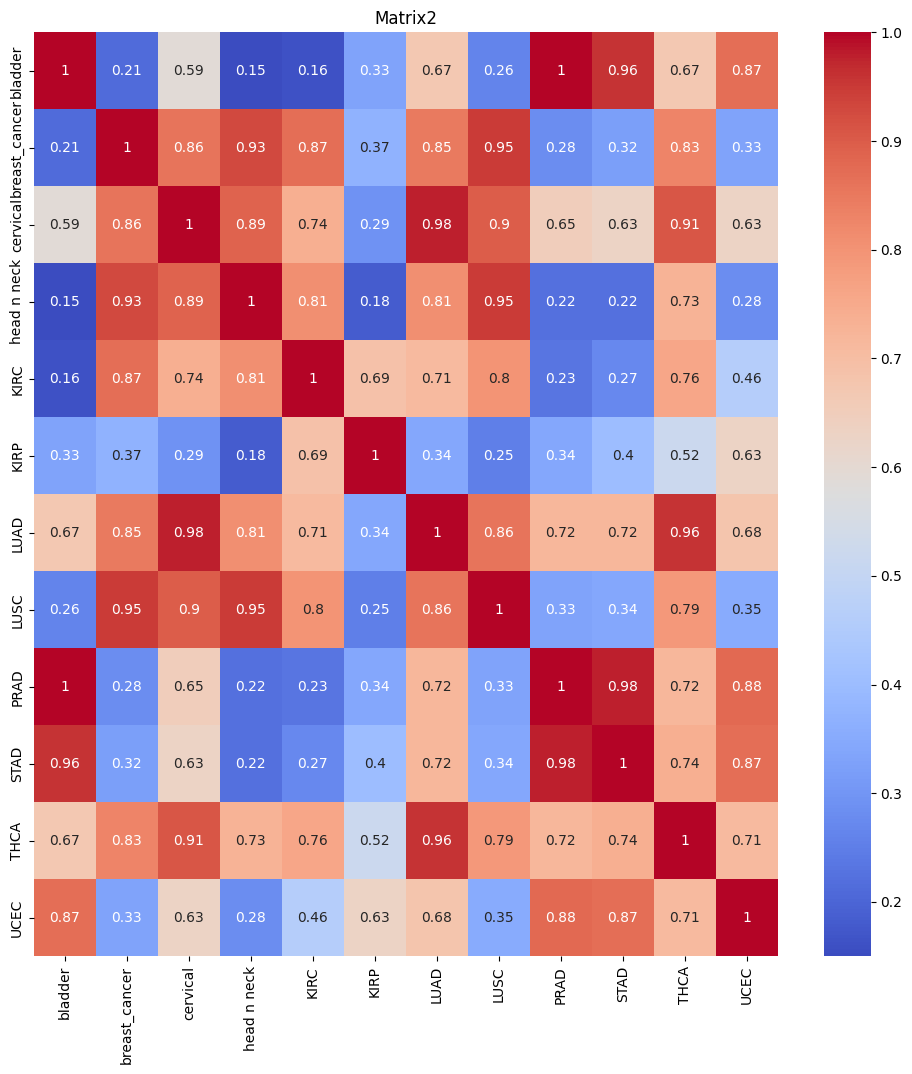 Matrix2
bladder 1 0.21 0.59 0.15 0.16 0.33 0.67 0.26 1 0.96 0.67 0.87
breast_cancer 0.21 1 0.86 0.93 0.87 0.37 0.85 0.95 0.28 0.32 0.83 0.33
cervical 0.59 0.86 1 0.89 0.74 0.29 0.98 0.9 0.65 0.63 0.91 0.63
head n neck 0.15 0.93 0.89 1 0.81 0.18 0.81 0.95 0.22 0.22 0.73 0.28
KIRC 0.16 0.87 0.74 0.81 1 0.69 0.71 0.8 0.23 0.27 0.76 0.46
KIRP 0.33 0.37 0.29 0.18 0.69 1 0.34 0.25 0.34 0.4 0.52 0.63
LUAD 0.67 0.85 0.98 0.81 0.71 0.34 1 0.86 0.72 0.72 0.96 0.68
LUSC 0.26 0.95 0.9 0.95 0.8 0.25 0.86 1 0.33 0.34 0.79 0.35
PRAD 1 0.28 0.65 0.22 0.23 0.34 0.72 0.33 1 0.98 0.72 0.88
STAD 0.96 0.32 0.63 0.22 0.27 0.4 0.72 0.34 0.98 1 0.74 0.87
THCA 0.67 0.83 0.91 0.73 0.76 0.52 0.96 0.79 0.72 0.74 1 0.71
UCEC 0.87 0.33 0.63 0.28 0.46 0.63 0.68 0.35 0.88 0.87 0.71 1
bladder breast_cancer cervical head n neck KIRC KIRP LUAD LUSC PRAD STAD THCA UCEC
1.0
0.9
0.8
0.7
0.6
0.5
0.4
0.3
0.2